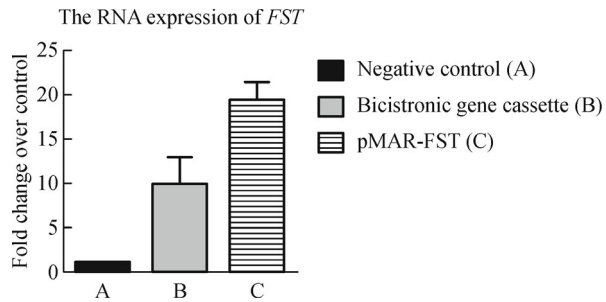 The RNA expression of FST
Fold change over control
25
20
15
10
5
0
A
B
C
Negative control (A)
Bicistronic gene cassette (B)
pMAR-FST (C)